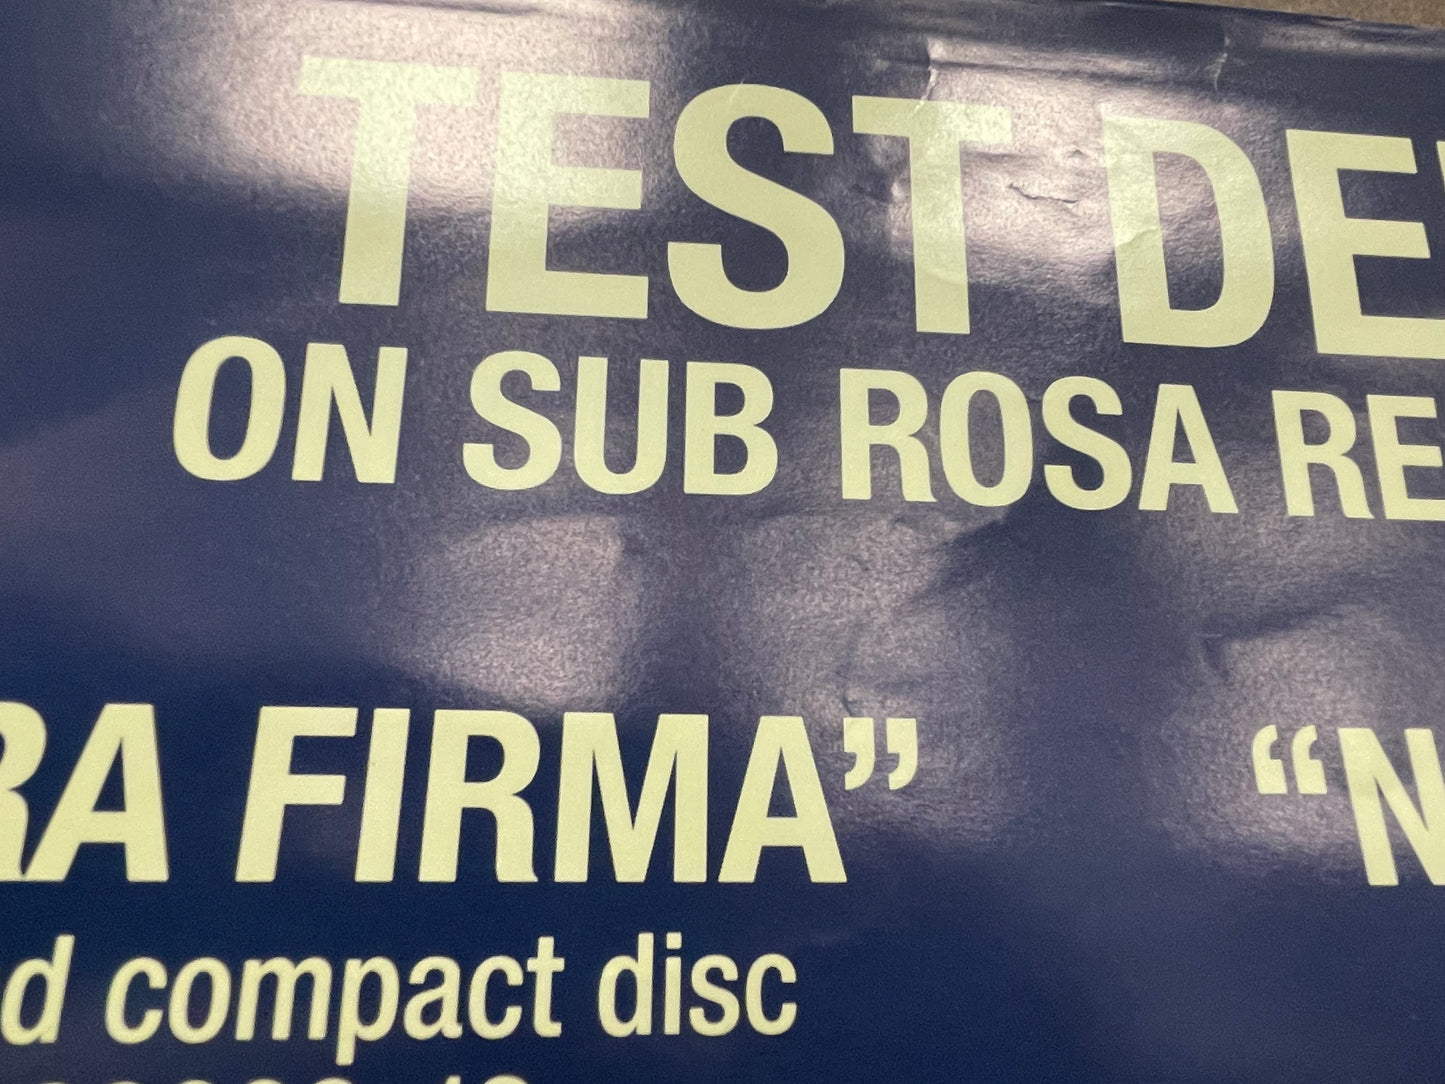 TEST DE
ON SUB ROSA RE
RA FIRMA” “N
d compact disc